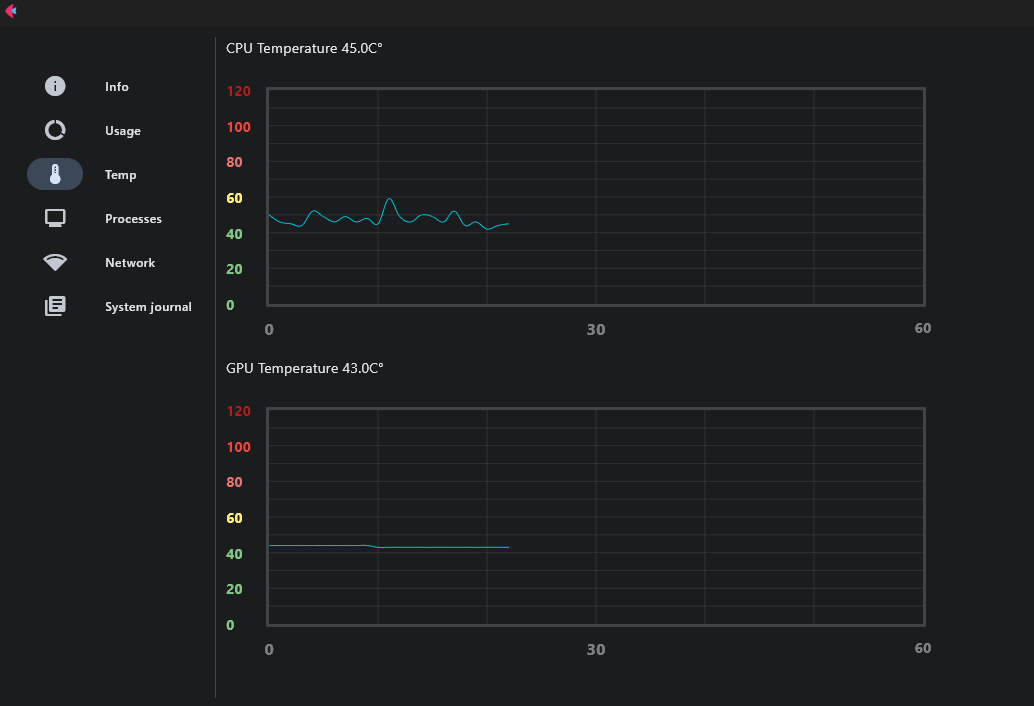 Info
Usage
Temp
Processes
Network
System journal
CPU Temperature 45.0C°
120
100
80
60
40
20
0
0 30 60
GPU Temperature 43.0C°
120
100
80
60
40
20
0
0 30 60